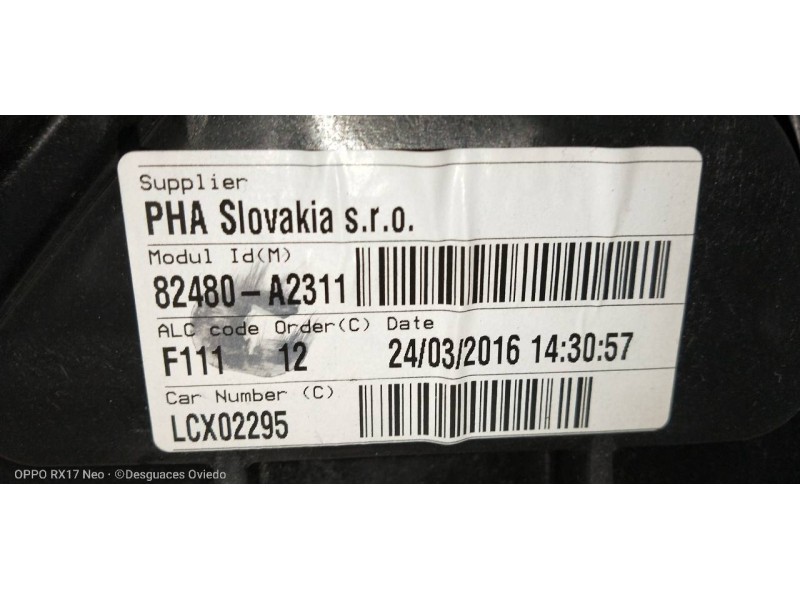 Supplier
PHA Slovakia s.r.o.
Modul Id(M)
82480-A2311
ALC code Order(C) Date
F111 12 24/03/2016 14:30:57
Car Number (C)
LCX02295
OPPO RX17 Neo · ©Desguaces Oviedo